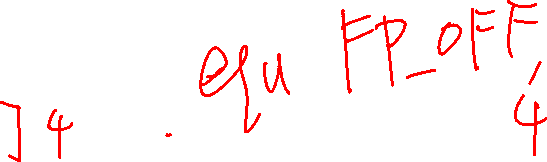 ]4 . equ FP_OFF, 4